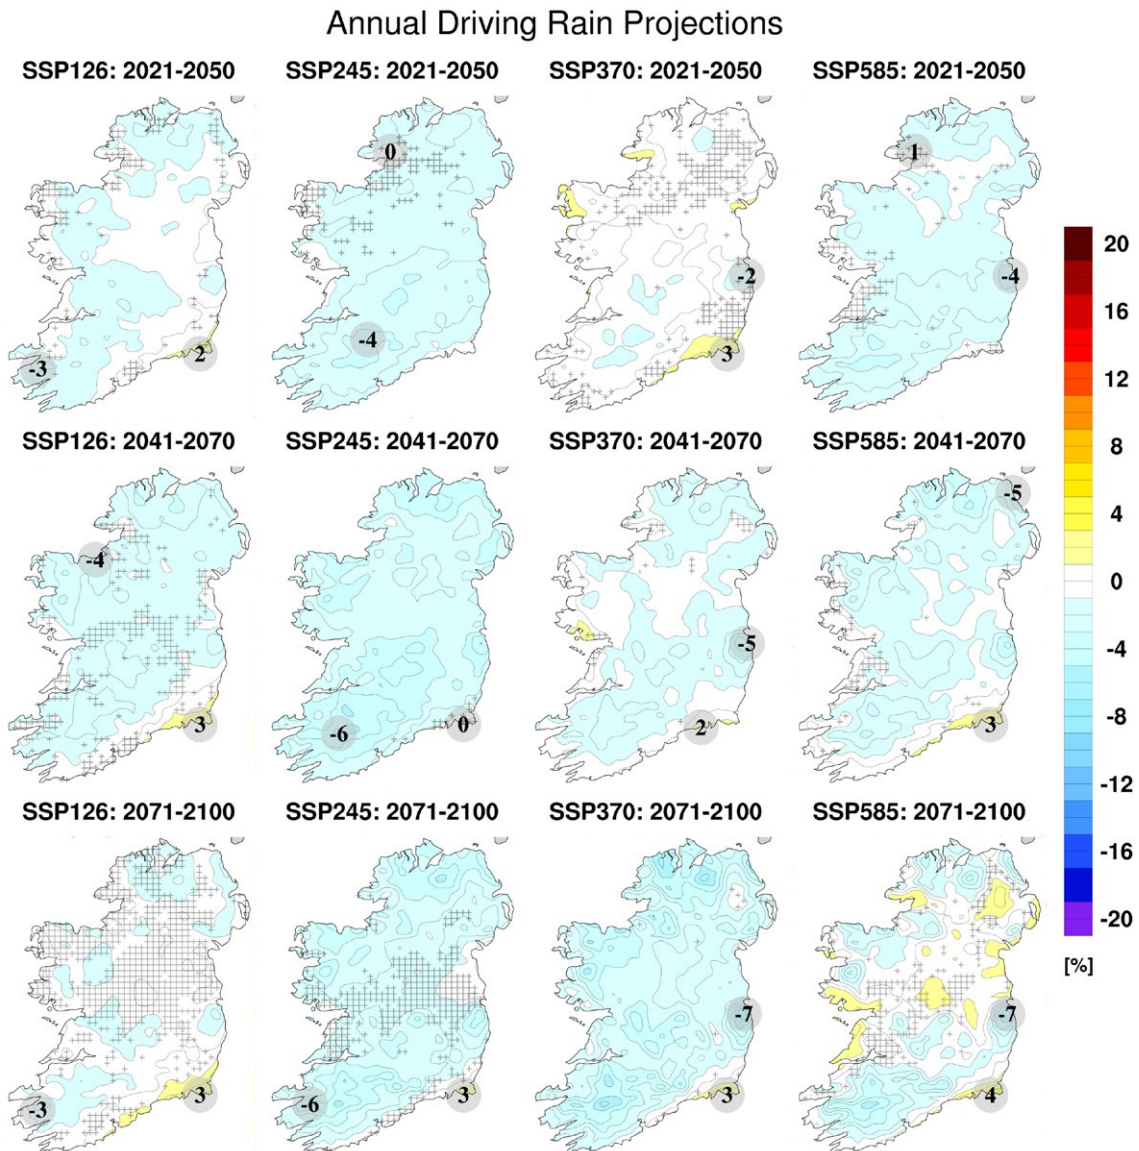 Annual Driving Rain Projections
SSP126: 2021-2050 SSP245: 2021-2050 SSP370: 2021-2050 SSP585: 2021-2050
0 1
-2 -4
-4
-3 2 3
SSP126: 2041-2070 SSP245: 2041-2070 SSP370: 2041-2070 SSP585: 2041-2070
-5
-4
-5
3 -6 0 2 3
SSP126: 2071-2100 SSP245: 2071-2100 SSP370: 2071-2100 SSP585: 2071-2100
-7 -7
-3 3 -6 3 3 4
20
16
12
8
4
0
-4
-8
-12
-16
-20
[%]